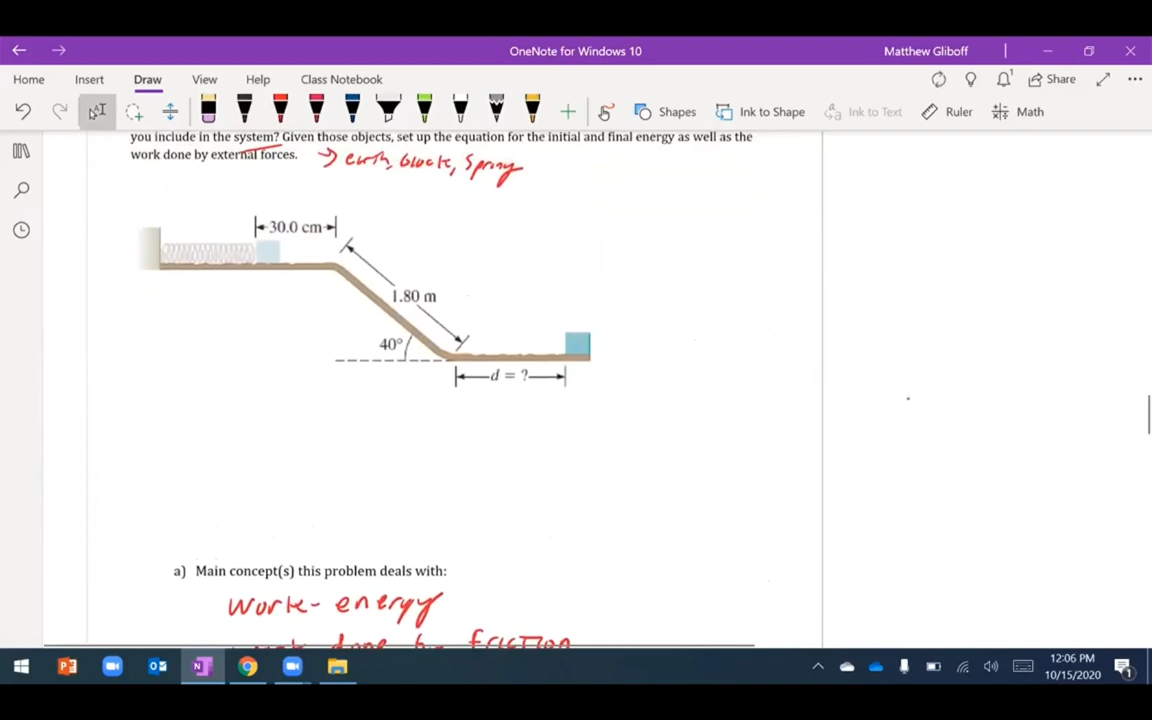 OneNote for Windows 10
Matthew Gliboff
Home Insert Draw View Help Class Notebook
Share
Shapes Ink to Shape Ink to Text Ruler Math
you include in the system? Given those objects, set up the equation for the initial and final energy as well as the
work done by external forces.
→ earth, block, Spring
30.0 cm
1.80 m
40°
d = ?
a) Main concept(s) this problem deals with:
work- energy
done by friction
12:06 PM
10/15/2020